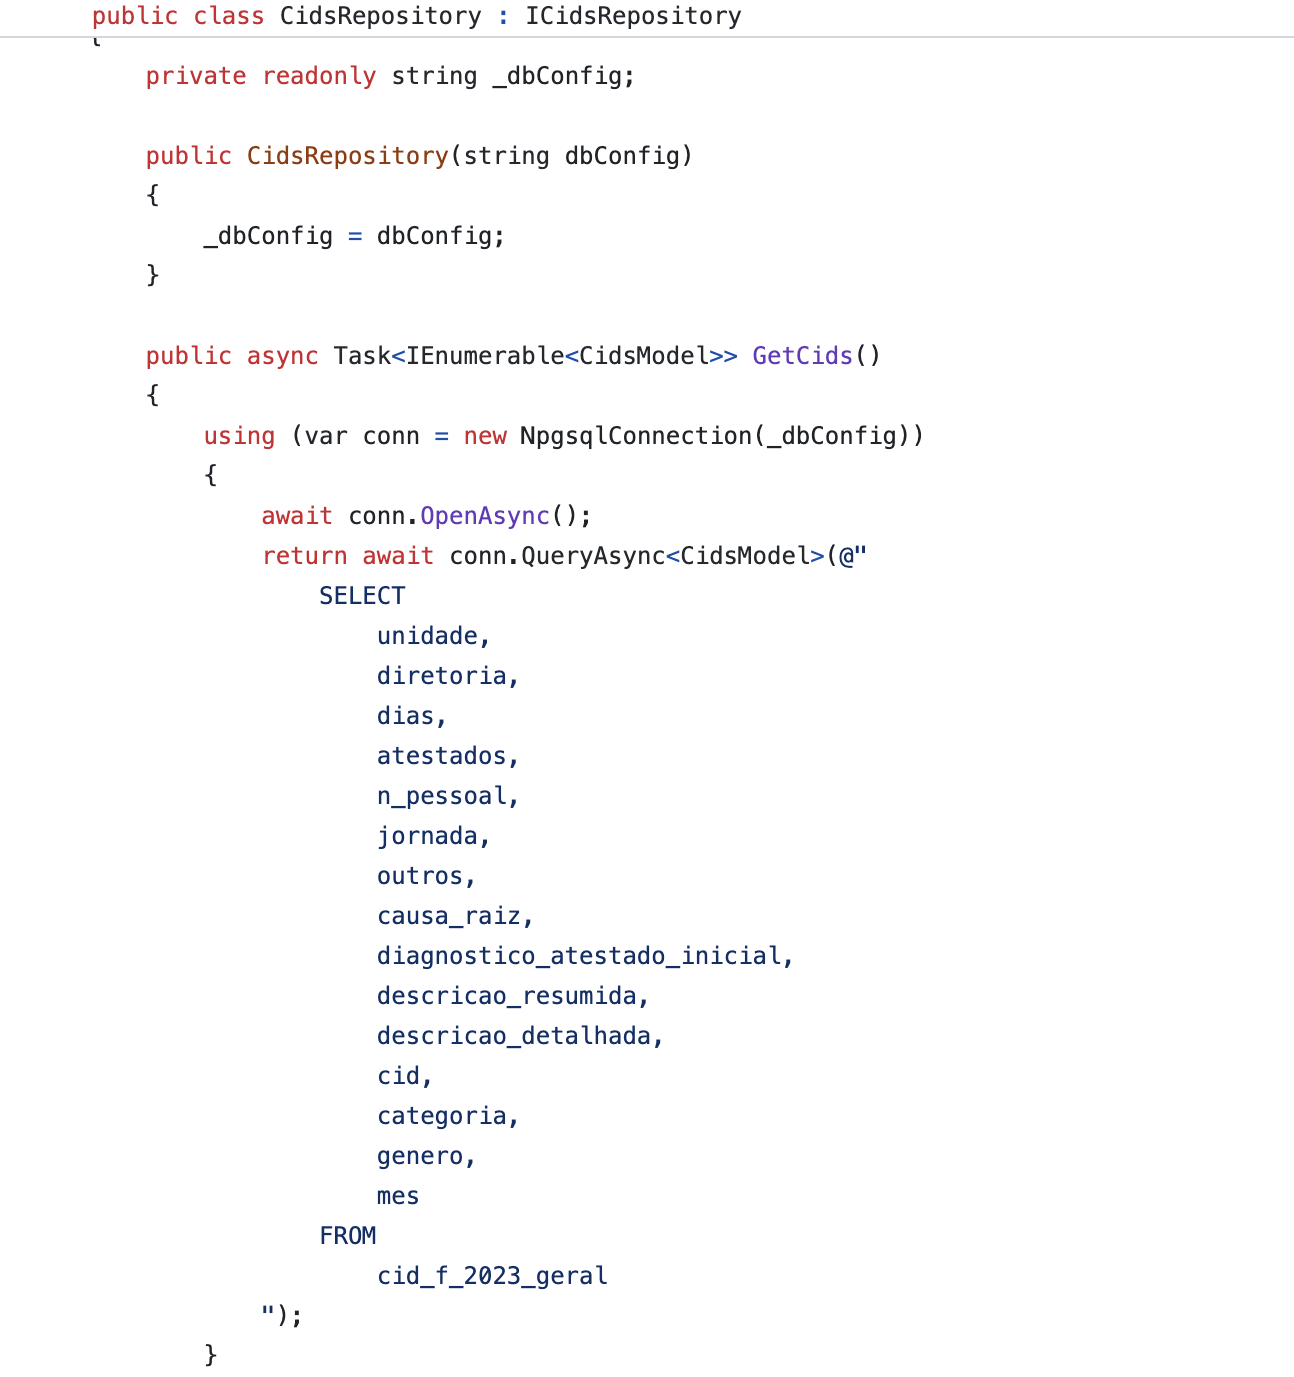 public class CidsRepository : ICidsRepository
{
private readonly string _dbConfig;
public CidsRepository(string dbConfig)
{
_dbConfig = dbConfig;
}
public async Task<IEnumerable<CidsModel>> GetCids()
{
using (var conn = new NpgsqlConnection(_dbConfig))
{
await conn.OpenAsync();
return await conn.QueryAsync<CidsModel>(@"
SELECT
unidade,
diretoria,
dias,
atestados,
n_pessoal,
jornada,
outros,
causa_raiz,
diagnostico_atestado_inicial,
descricao_resumida,
descricao_detalhada,
cid,
categoria,
genero,
mes
FROM
cid_f_2023_geral
");
}